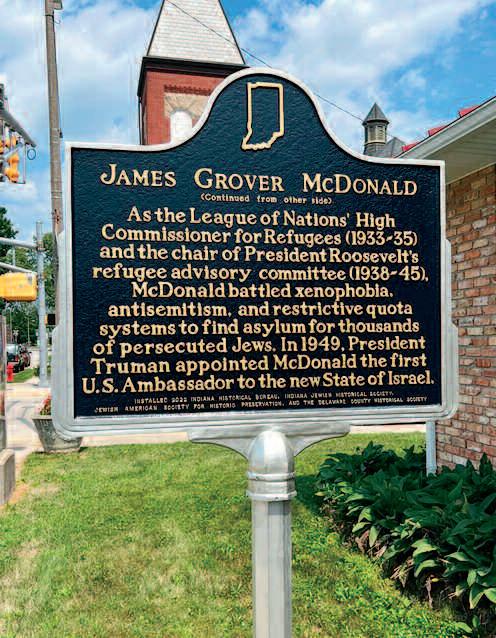 JAMES GROVER McDONALD
(Continued from other side)
As the League of Nations' High
Commissioner for Refugees (1933-35)
and the chair of President Roosevelt's
refugee advisory committee (1938-45),
McDonald battled xenophobia,
antisemitism, and restrictive quota
systems to find asylum for thousands
of persecuted Jews. In 1949, President
Truman appointed McDonald the first
U.S. Ambassador to the new State of Israel.
INSTALLED 2022 INDIANA HISTORICAL BUREAU, INDIANA JEWISH HISTORICAL SOCIETY,
JEWISH AMERICAN SOCIETY FOR HISTORIC PRESERVATION, AND THE DELAWARE COUNTY HISTORICAL SOCIETY